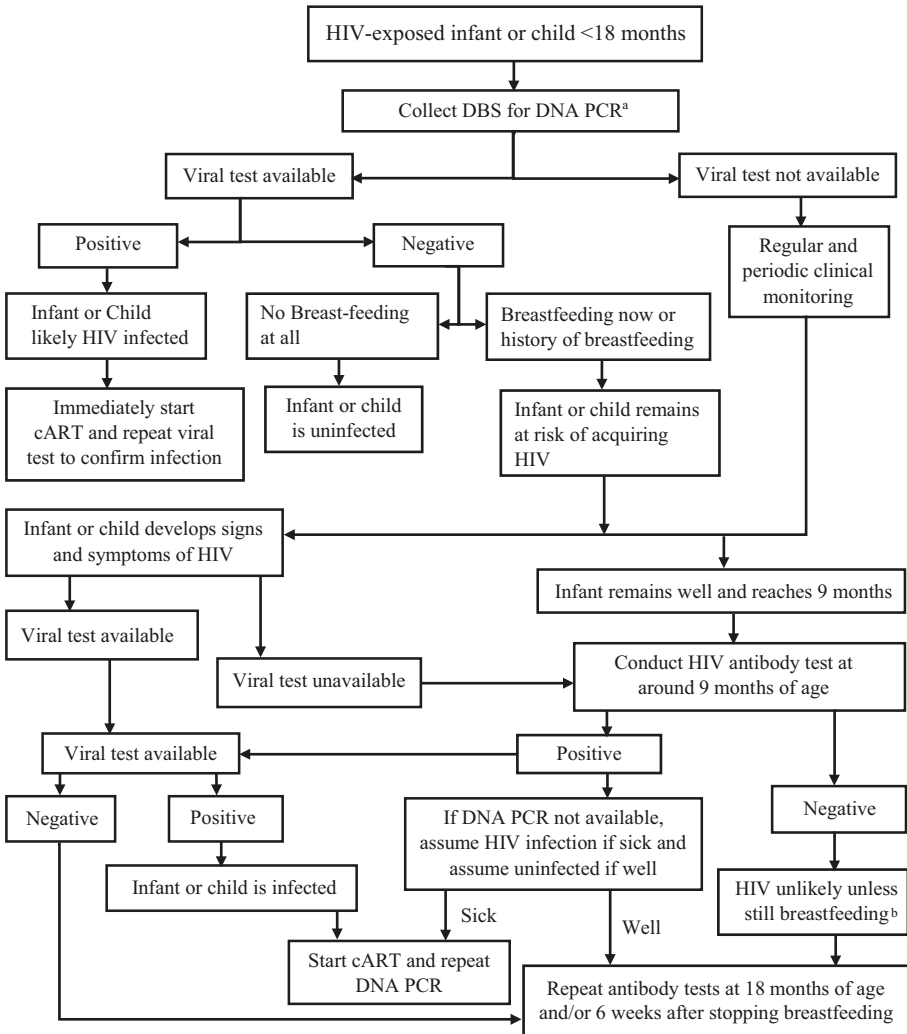 HIV-exposed infant or child <18 months
Collect DBS for DNA PCRᵃ
Viral test available
Viral test not available
Positive
Negative
Regular and
periodic clinical
monitoring
Infant or Child
likely HIV infected
No Breast-feeding
at all
Breastfeeding now or
history of breastfeeding
Immediately start
cART and repeat viral
test to confirm infection
Infant or child
is uninfected
Infant or child remains
at risk of acquiring
HIV
Infant or child develops signs
and symptoms of HIV
Infant remains well and reaches 9 months
Viral test available
Viral test unavailable
Conduct HIV antibody test at
around 9 months of age
Viral test available
Positive
Negative
Positive
If DNA PCR not available,
assume HIV infection if sick and
assume uninfected if well
Negative
Infant or child is infected
HIV unlikely unless
still breastfeedingᵇ
Sick
Well
Start cART and repeat
DNA PCR
Repeat antibody tests at 18 months of age
and/or 6 weeks after stopping breastfeeding